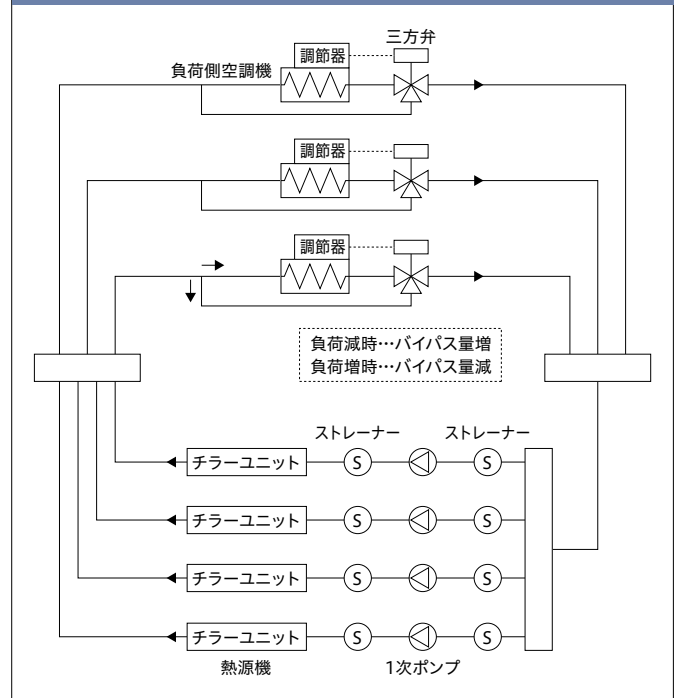 三方弁
調節器
負荷側空調機
調節器
調節器
負荷減時…バイパス量増
負荷増時…バイパス量減
ストレーナー ストレーナー
チラーユニット S S
チラーユニット S S
チラーユニット S S
チラーユニット S S
熱源機 1次ポンプ